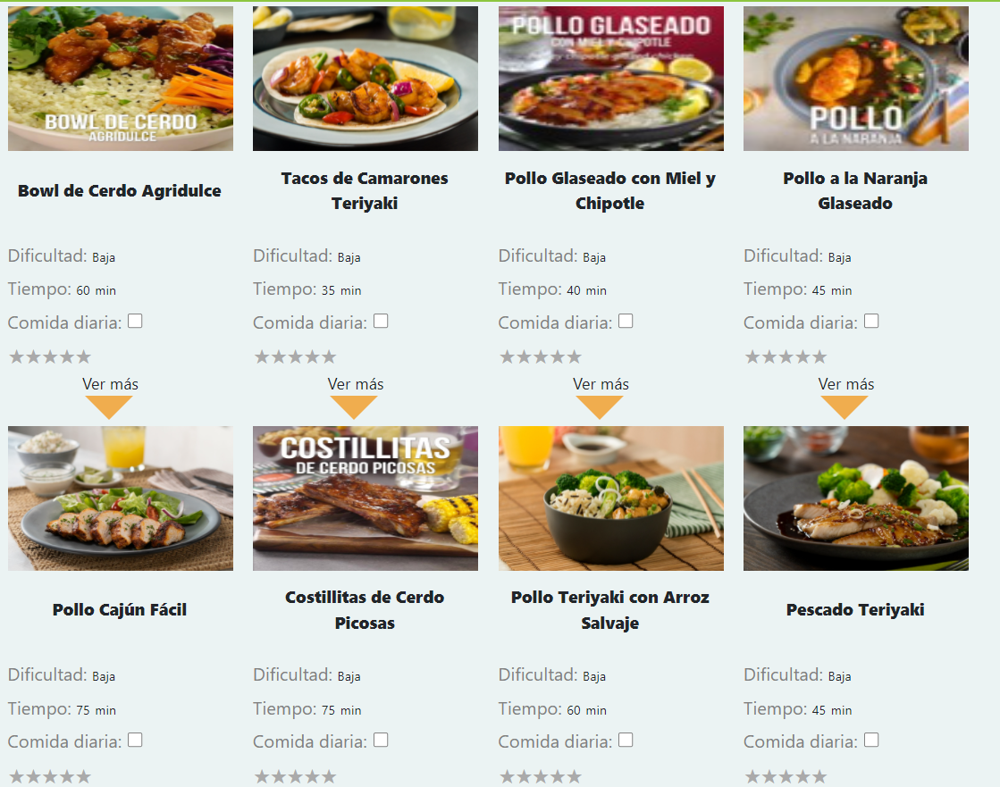 BOWL DE CERDO
AGRIDULCE
POLLO GLASEADO
CON MIEL Y CHIPOTLE
POLLO
A LA NARANJA
Bowl de Cerdo Agridulce
Tacos de Camarones
Teriyaki
Pollo Glaseado con Miel y
Chipotle
Pollo a la Naranja
Glaseado
Dificultad: Baja
Dificultad: Baja
Dificultad: Baja
Dificultad: Baja
Tiempo: 60 min
Tiempo: 35 min
Tiempo: 40 min
Tiempo: 45 min
Comida diaria:
Comida diaria:
Comida diaria:
Comida diaria:
Ver más
Ver más
Ver más
Ver más
COSTILLITAS
DE CERDO PICOSAS
Pollo Cajún Fácil
Costillitas de Cerdo
Picosas
Pollo Teriyaki con Arroz
Salvaje
Pescado Teriyaki
Dificultad: Baja
Dificultad: Baja
Dificultad: Baja
Dificultad: Baja
Tiempo: 75 min
Tiempo: 75 min
Tiempo: 60 min
Tiempo: 45 min
Comida diaria:
Comida diaria:
Comida diaria:
Comida diaria: